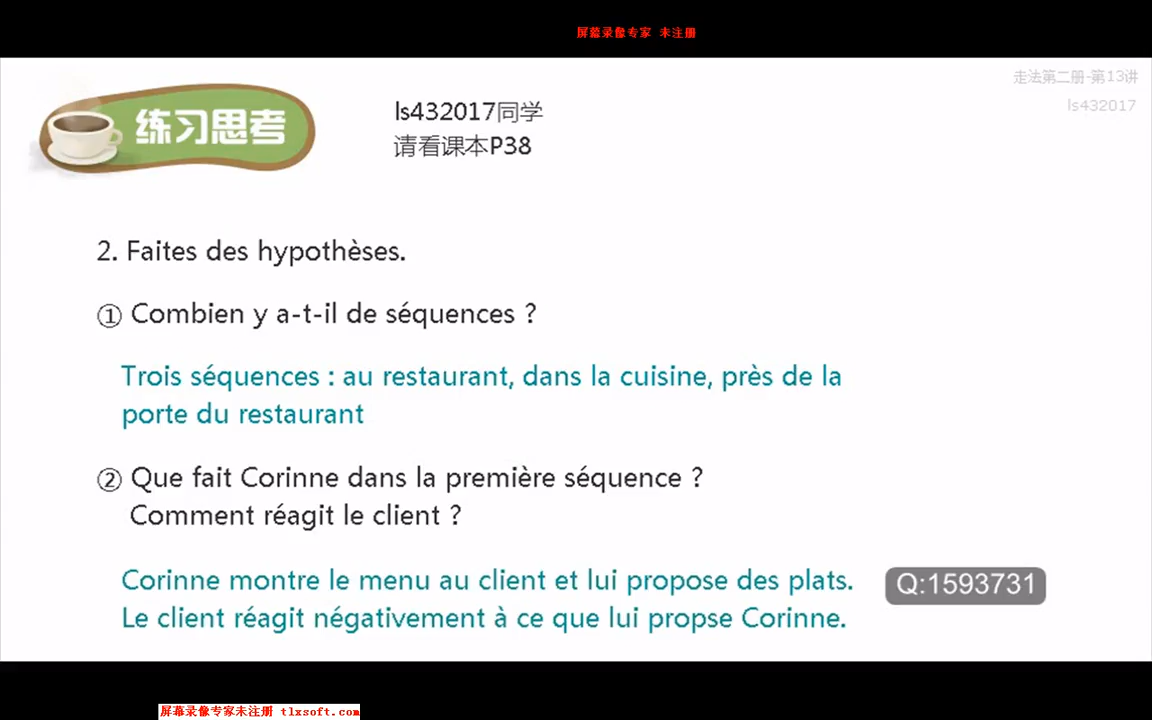 屏幕录像专家 未注册
走法第二册-第13讲
ls432017
练习思考
ls432017同学
请看课本P38
2. Faites des hypothèses.
① Combien y a-t-il de séquences ?
Trois séquences : au restaurant, dans la cuisine, près de la
porte du restaurant
② Que fait Corinne dans la première séquence ?
Comment réagit le client ?
Corinne montre le menu au client et lui propose des plats.
Q:1593731
Le client réagit négativement à ce que lui propse Corinne.
屏幕录像专家未注册 tlxsoft.com